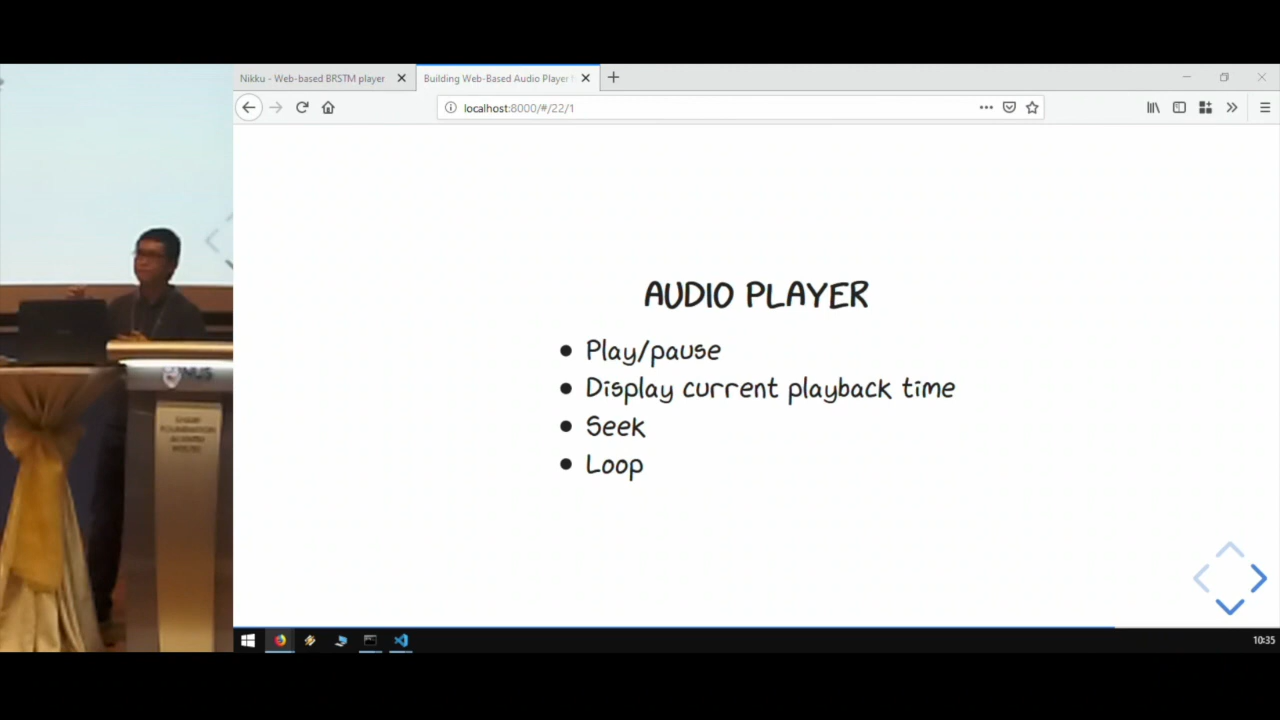 Nikku - Web-based BRSTM player
Building Web-Based Audio Player
localhost:8000/#/22/1
AUDIO PLAYER
Play/pause
Display current playback time
Seek
Loop
NUS
10:35